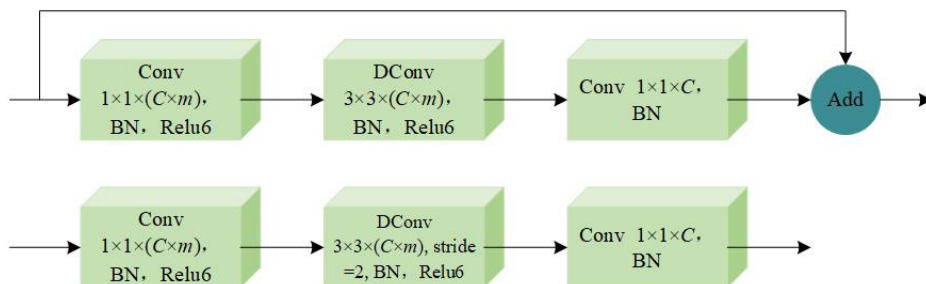 Conv
1×1×(C×m)，
BN，Relu6
DConv
3×3×(C×m)，
BN，Relu6
Conv 1×1×C，
BN
Add
Conv
1×1×(C×m)，
BN，Relu6
DConv
3×3×(C×m), stride
=2, BN，Relu6
Conv 1×1×C，
BN